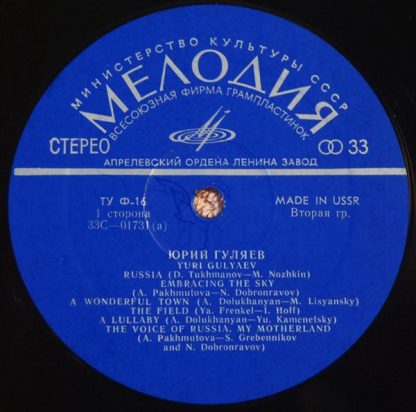 МИНИСТЕРСТВО КУЛЬТУРЫ СССР
МЕЛОДИЯ
ВСЕСОЮЗНАЯ ФИРМА ГРАМПЛАСТИНОК
СТЕРЕО 33
АПРЕЛЕВСКИЙ ОРДЕНА ЛЕНИНА ЗАВОД
ТУ Ф-16 MADE IN USSR
1 сторона Вторая гр.
33С—01731(а)
ЮРИЙ ГУЛЯЕВ
YURI GULYAEV
RUSSIA (D. Tukhmanov—M. Nozhkin)
EMBRACING THE SKY
(A. Pakhmutova—N. Dobronravov)
A WONDERFUL TOWN (A. Dolukhanyan—M. Lisyansky)
THE FIELD (Ya. Frenkel—I. Hoff)
A LULLABY (A. Dolukhanyan—Yu. Kamenetsky)
THE VOICE OF RUSSIA, MY MOTHERLAND
(A. Pakhmutova—S. Grebennikov
and N. Dobronravov)